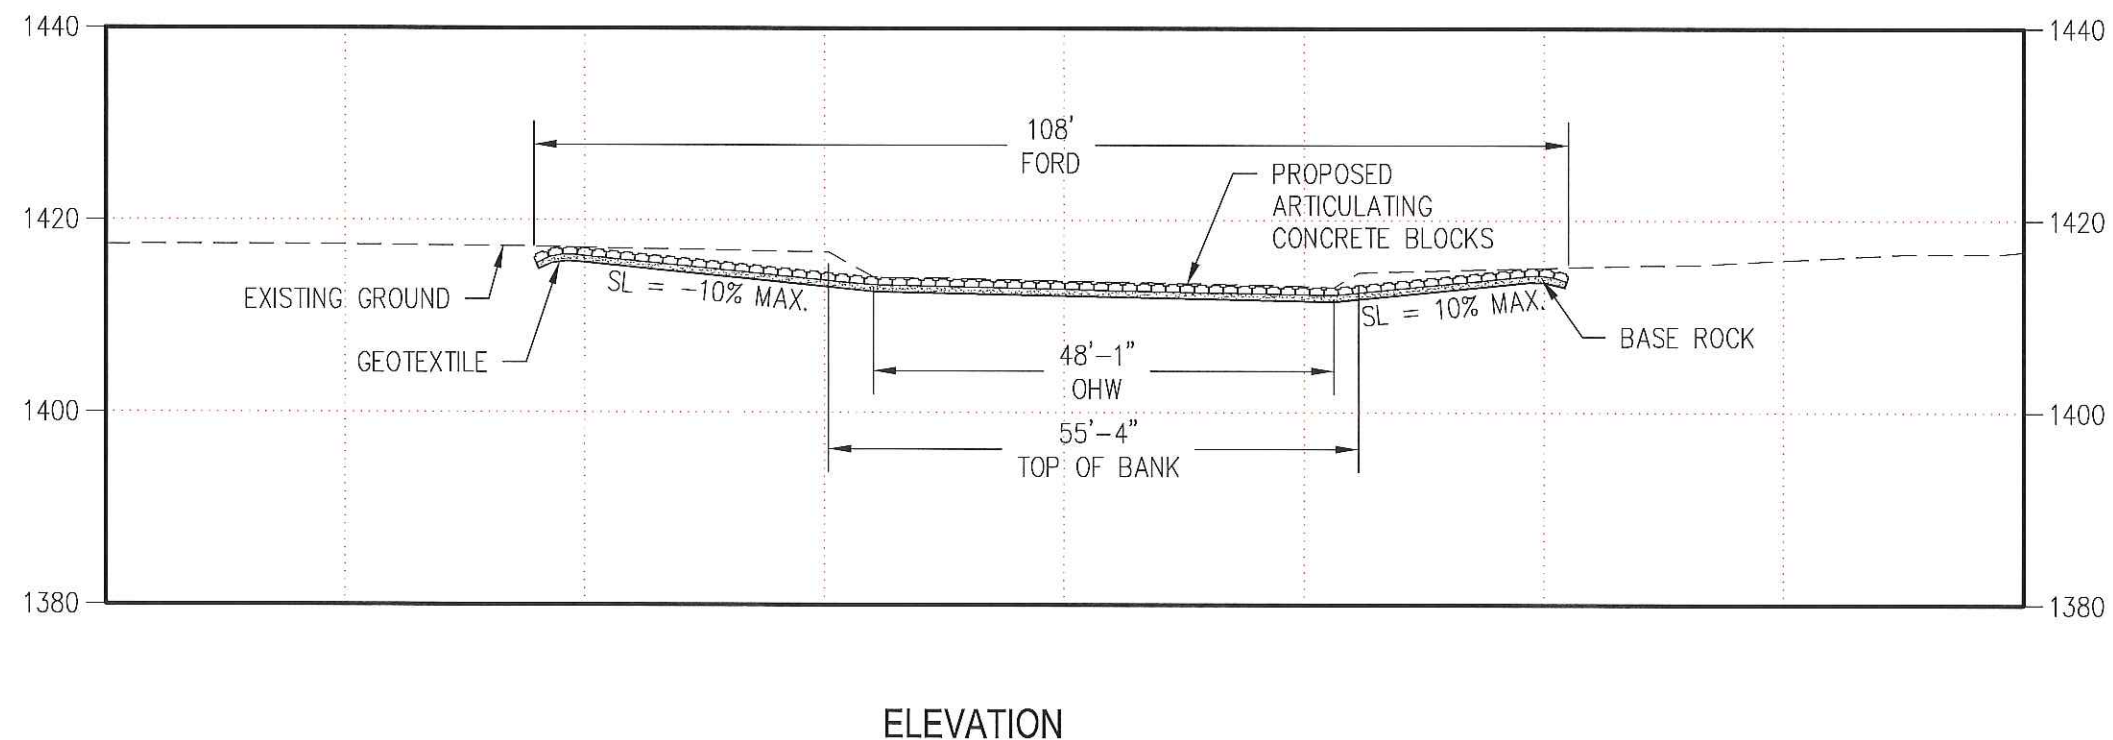 1440
1440
108'
FORD
PROPOSED
ARTICULATING
CONCRETE BLOCKS
1420
1420
EXISTING GROUND
SL = -10% MAX.
SL = 10% MAX.
GEOTEXTILE
BASE ROCK
48'-1"
OHW
1400
1400
55'-4"
TOP OF BANK
1380
1380
ELEVATION